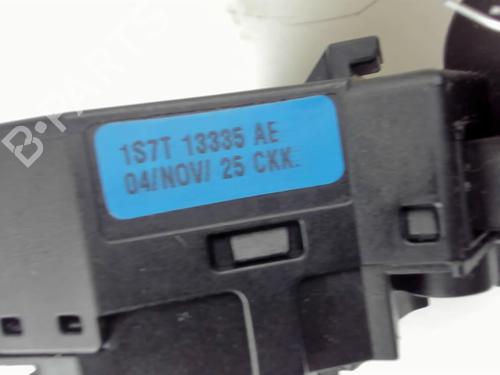 1S7T 13335 AE
04/NOV/ 25 CKK.
B-PARTS